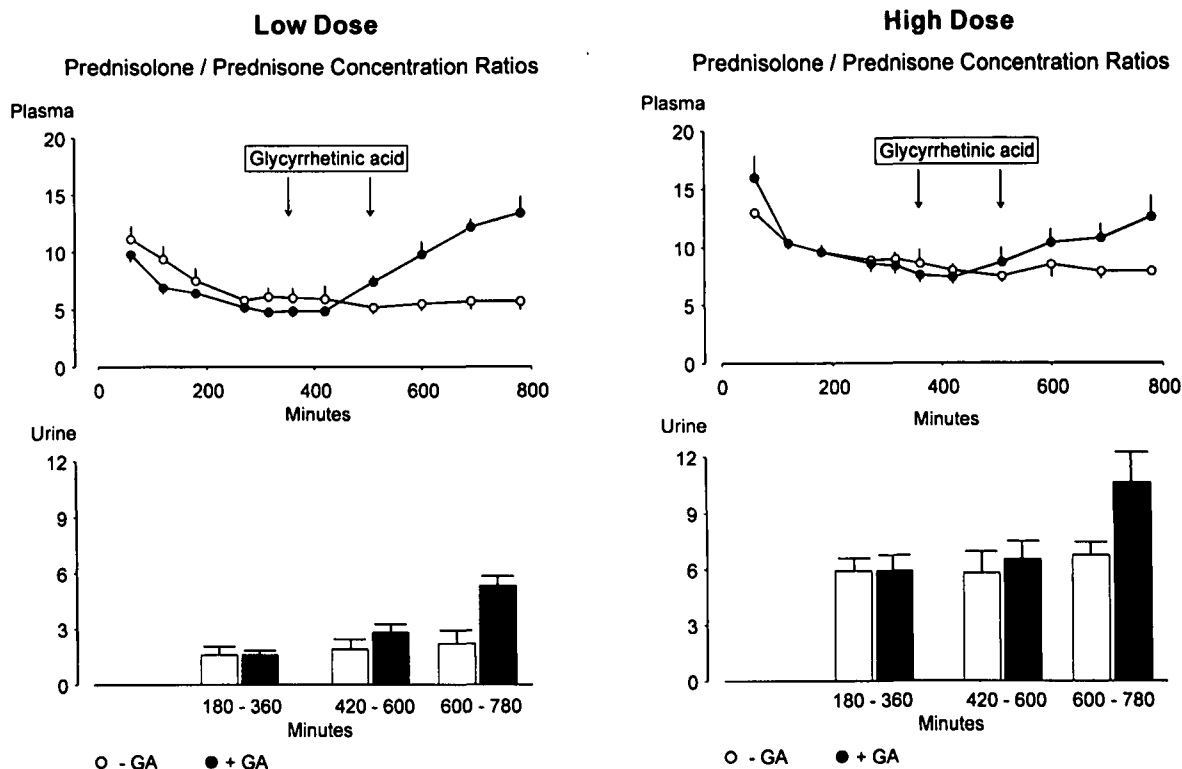 Low Dose
Prednisolone / Prednisone Concentration Ratios
Plasma
20
15
10
5
0
Glycyrrhetinic acid
0 200 400 600 800
Minutes
Urine
12
9
6
3
0
180 - 360 420 - 600 600 - 780
Minutes
- GA + GA
High Dose
Prednisolone / Prednisone Concentration Ratios
Plasma
20
15
10
5
0
Glycyrrhetinic acid
0 200 400 600 800
Minutes
Urine
12
9
6
3
0
180 - 360 420 - 600 600 - 780
Minutes
- GA + GA